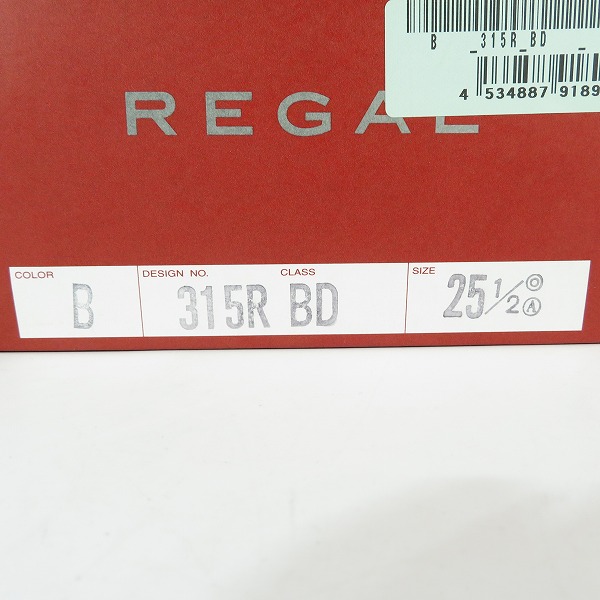 B _315R_BD _
4 534887 9189
REGAL
COLOR DESIGN NO. CLASS SIZE
B 315R BD 25 1/2 Ⓐ